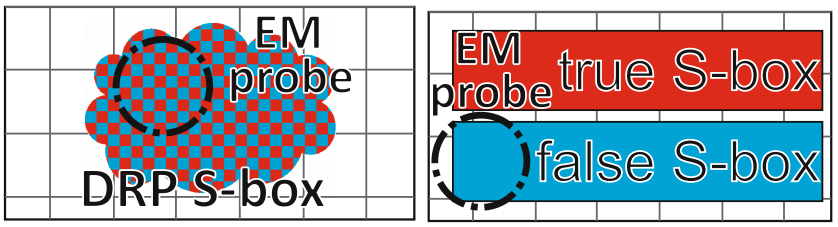 EM
probe
DRP S-box
EM
probe
true S-box
false S-box